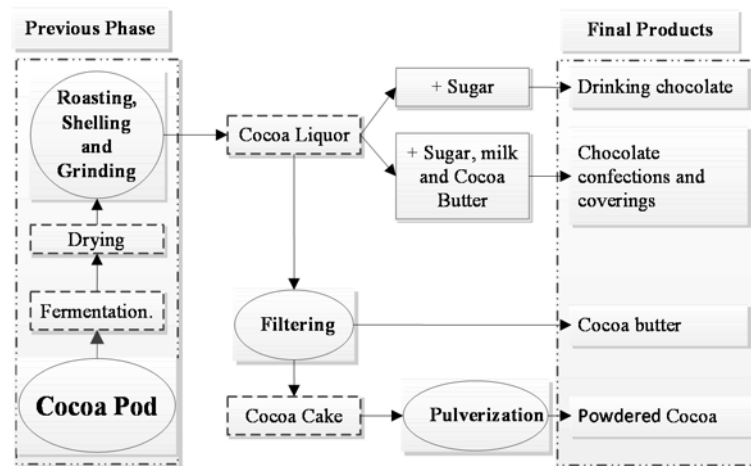 Previous Phase
Final Products
Roasting,
Shelling
and
Grinding
Drying
Fermentation.
Cocoa Pod
Cocoa Liquor
+ Sugar
+ Sugar, milk
and Cocoa
Butter
Filtering
Cocoa Cake
Pulverization
Drinking chocolate
Chocolate
confections and
coverings
Cocoa butter
Powdered Cocoa